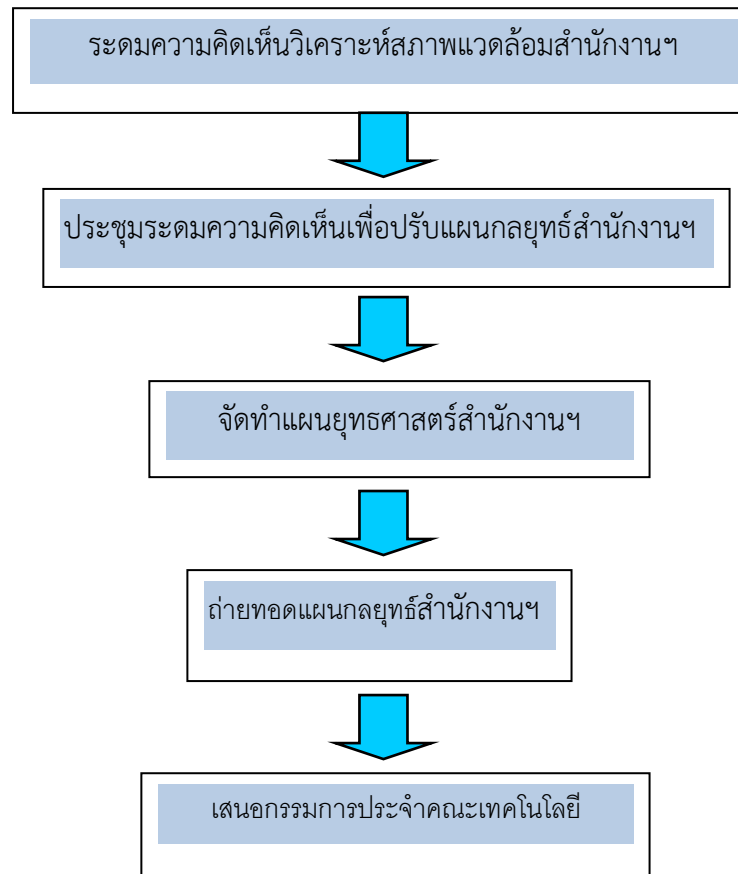 ระดมความคิดเห็นวิเคราะห์สภาพแวดล้อมสำนักงานฯ
ประชุมระดมความคิดเห็นเพื่อปรับแผนกลยุทธ์สำนักงานฯ
จัดทำแผนยุทธศาสตร์สำนักงานฯ
ถ่ายทอดแผนกลยุทธ์สำนักงานฯ
เสนอกรรมการประจำคณะเทคโนโลยี